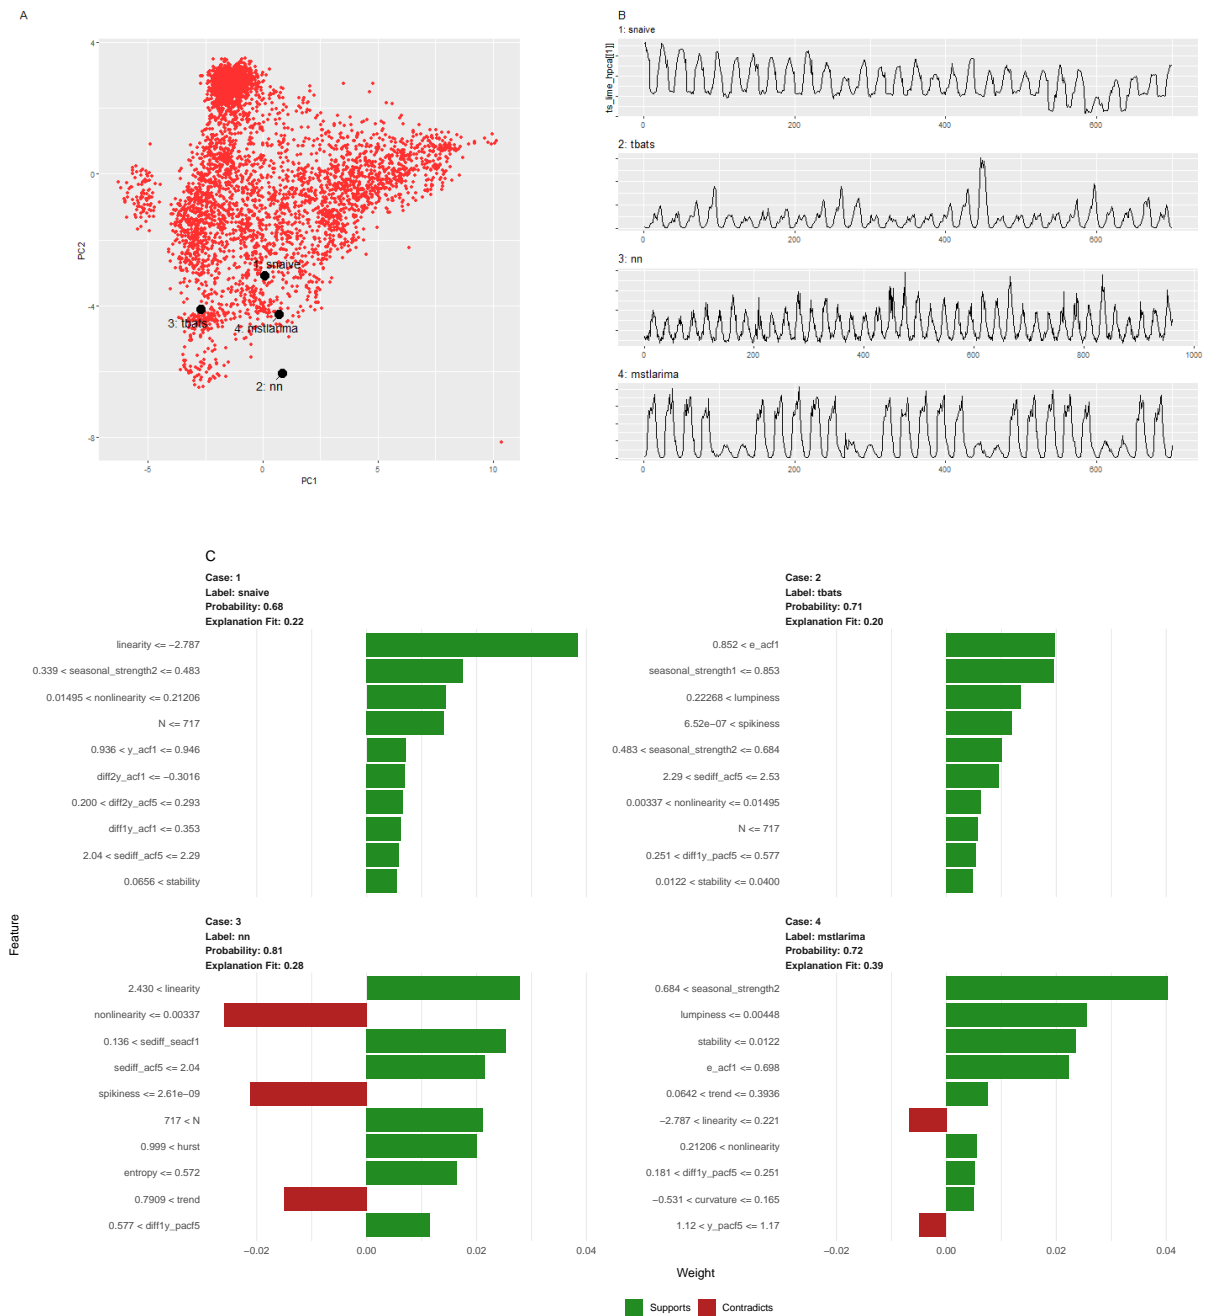 A
4
2
0
-4
-8
PC2
-5
0
5
10
PC1
1: snaive
3: tbats
4: mstlarima
2: nn
B
1: snaive
ts_lime_hpca[[1]]
0
200
400
600
2: tbats
0
200
400
600
3: nn
0
200
400
600
800
1000
4: mstlarima
0
200
400
600
C
Feature
Case: 1
Label: snaive
Probability: 0.68
Explanation Fit: 0.22
linearity <= −2.787
0.339 < seasonal_strength2 <= 0.483
0.01495 < nonlinearity <= 0.21206
N <= 717
0.936 < y_acf1 <= 0.946
diff2y_acf1 <= −0.3016
0.200 < diff2y_acf5 <= 0.293
diff1y_acf1 <= 0.353
2.04 < sediff_acf5 <= 2.29
0.0656 < stability
Case: 2
Label: tbats
Probability: 0.71
Explanation Fit: 0.20
0.852 < e_acf1
seasonal_strength1 <= 0.853
0.22268 < lumpiness
6.52e−07 < spikiness
0.483 < seasonal_strength2 <= 0.684
2.29 < sediff_acf5 <= 2.53
0.00337 < nonlinearity <= 0.01495
N <= 717
0.251 < diff1y_pacf5 <= 0.577
0.0122 < stability <= 0.0400
Case: 3
Label: nn
Probability: 0.81
Explanation Fit: 0.28
2.430 < linearity
nonlinearity <= 0.00337
0.136 < sediff_seacf1
sediff_acf5 <= 2.04
spikiness <= 2.61e−09
717 < N
0.999 < hurst
entropy <= 0.572
0.7909 < trend
0.577 < diff1y_pacf5
−0.02
0.00
0.02
0.04
Case: 4
Label: mstlarima
Probability: 0.72
Explanation Fit: 0.39
0.684 < seasonal_strength2
lumpiness <= 0.00448
stability <= 0.0122
e_acf1 <= 0.698
0.0642 < trend <= 0.3936
−2.787 < linearity <= 0.221
0.21206 < nonlinearity
0.181 < diff1y_pacf5 <= 0.251
−0.531 < curvature <= 0.165
1.12 < y_pacf5 <= 1.17
−0.02
0.00
0.02
0.04
Weight
Supports
Contradicts